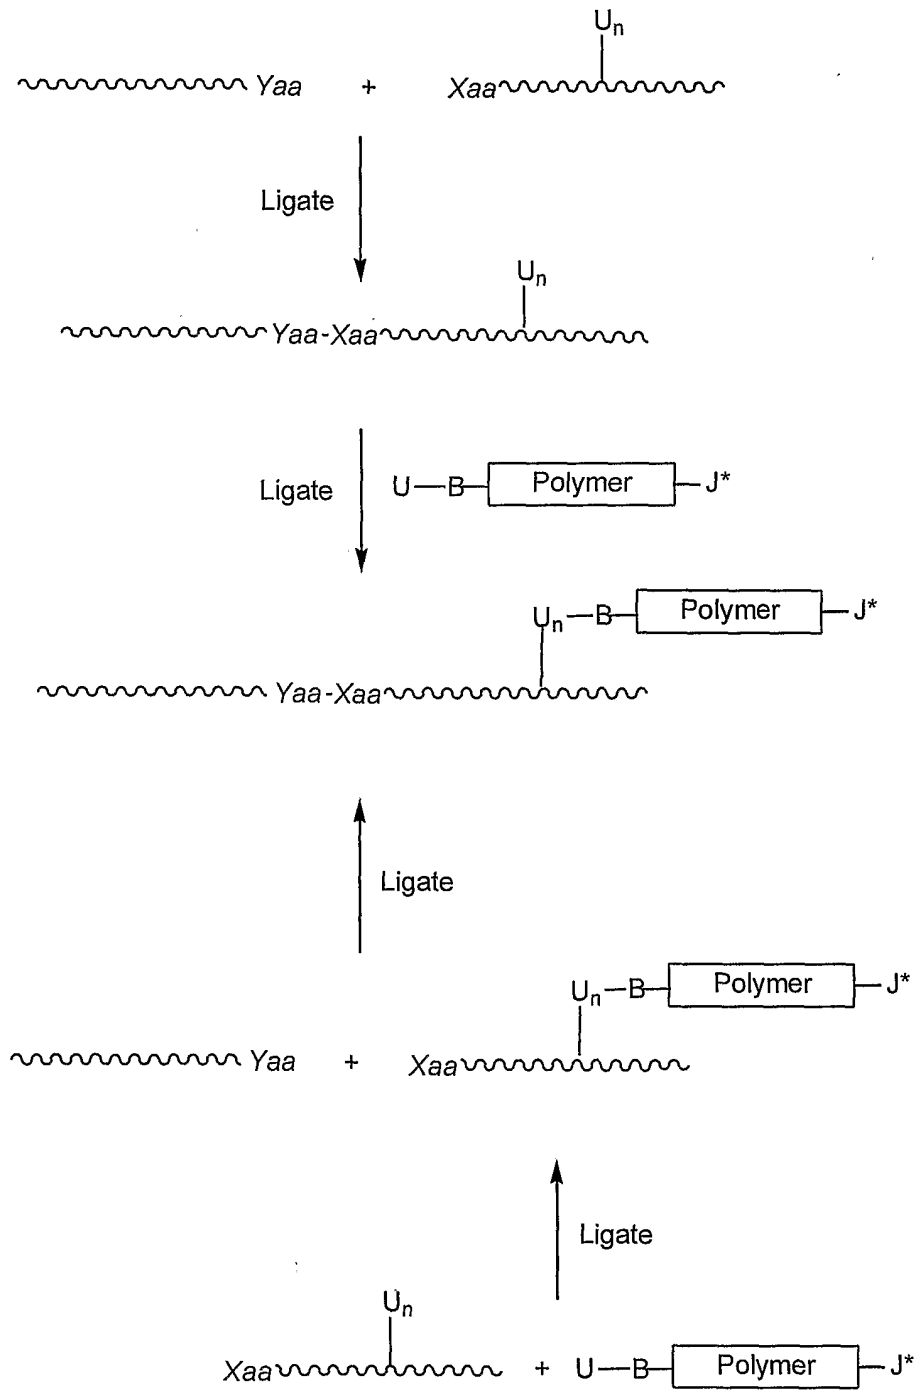 Un
Yaa + Xaa
Ligate
Un
Yaa-Xaa
Ligate U—B—Polymer—J*
Un—B—Polymer—J*
Yaa-Xaa
Ligate
Un—B—Polymer—J*
Yaa + Xaa
Ligate
Un
Xaa + U—B—Polymer—J*